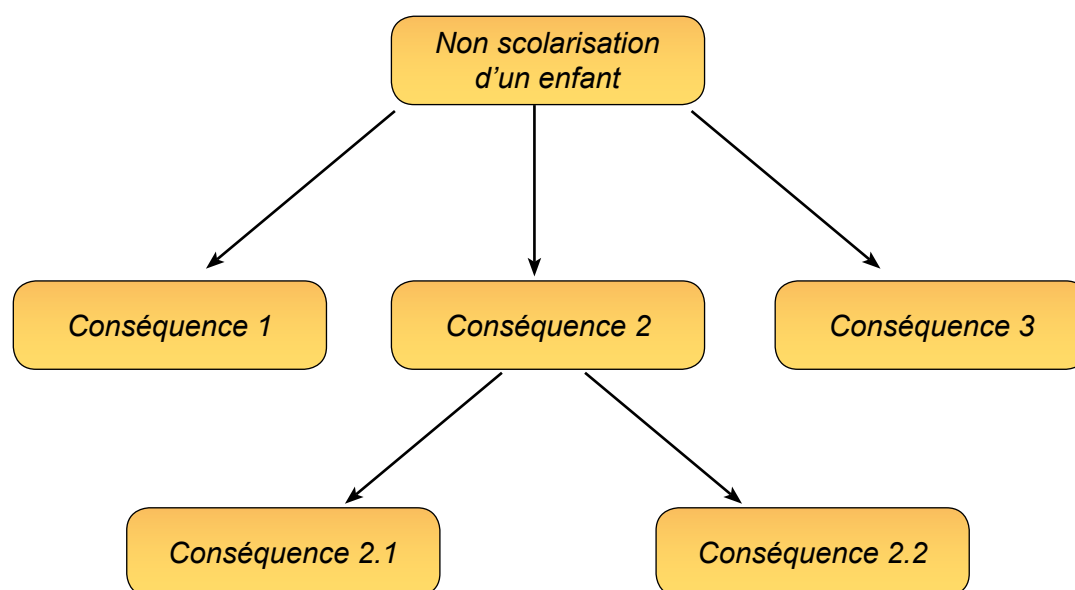 Non scolarisation
d’un enfant
Conséquence 1
Conséquence 2
Conséquence 3
Conséquence 2.1
Conséquence 2.2